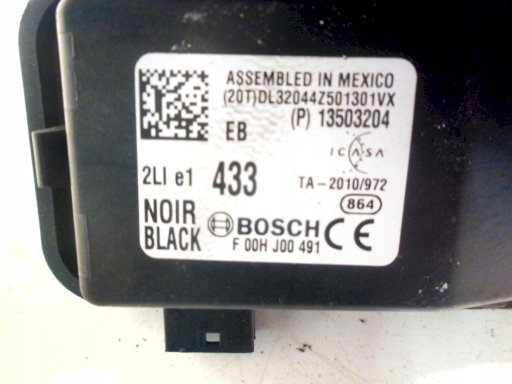 ASSEMBLED IN MEXICO
(20T)DL32044Z501301VX
(P) 13503204
EB
ICASA
2LI e1 433
TA-2010/972
864
NOIR
BLACK
BOSCH CE
F 00H J00 491